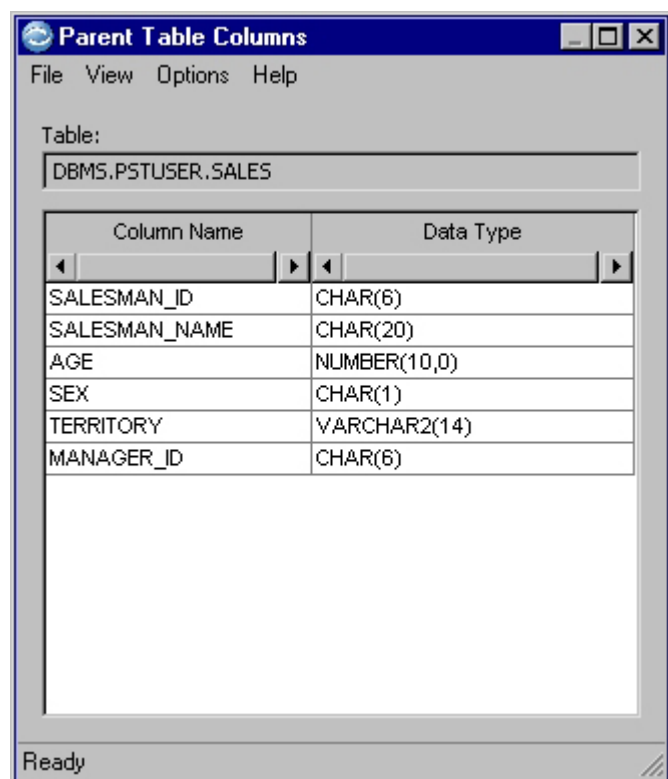 Parent Table Columns
File View Options Help
Table:
DBMS.PSTUSER.SALES
Column Name Data Type
SALESMAN_ID CHAR(6)
SALESMAN_NAME CHAR(20)
AGE NUMBER(10,0)
SEX CHAR(1)
TERRITORY VARCHAR2(14)
MANAGER_ID CHAR(6)
Ready